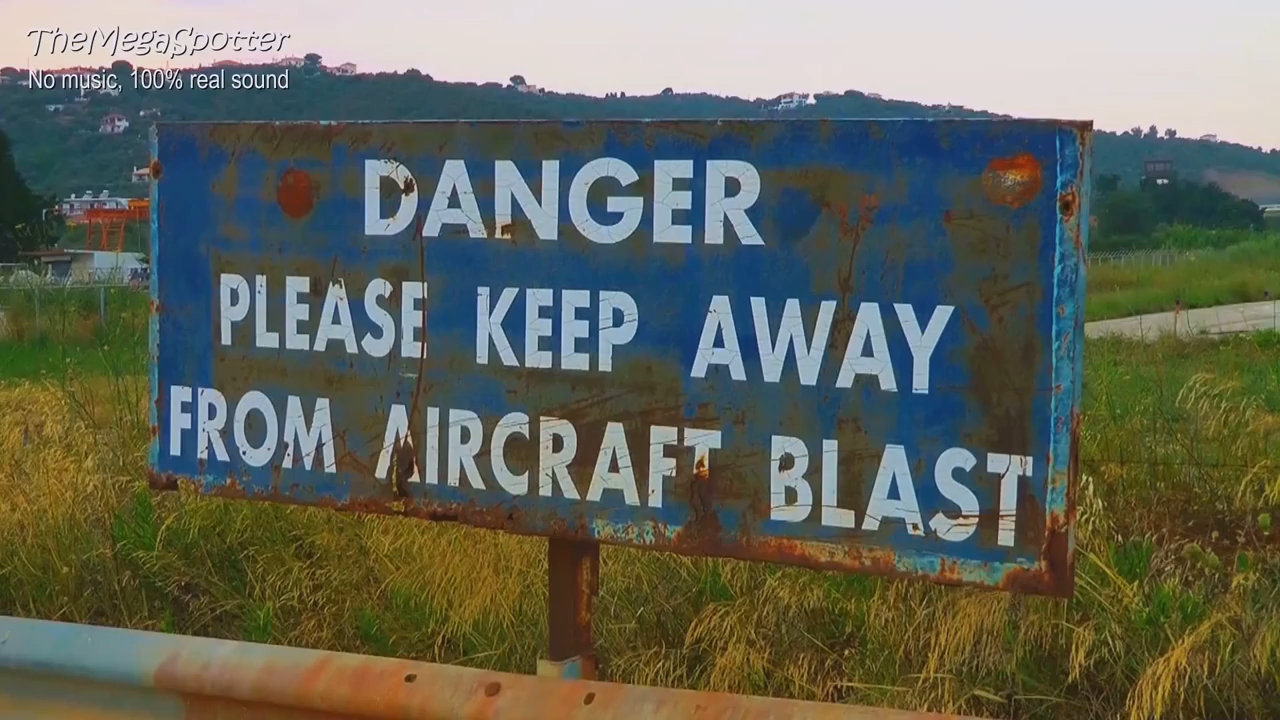 TheMegaSpotter
No music, 100% real sound
DANGER
PLEASE KEEP AWAY
FROM AIRCRAFT BLAST